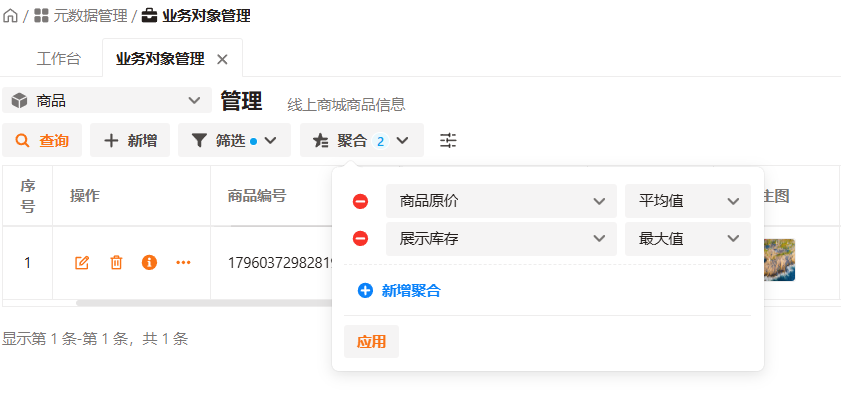 / 元数据管理 / 业务对象管理
工作台 业务对象管理
商品 管理 线上商城商品信息
查询 新增 筛选 聚合 2
序号 操作 商品编号 主图
商品原价 平均值
展示库存 最大值
1 1796037298281
新增聚合
应用
显示第 1 条-第 1 条，共 1 条